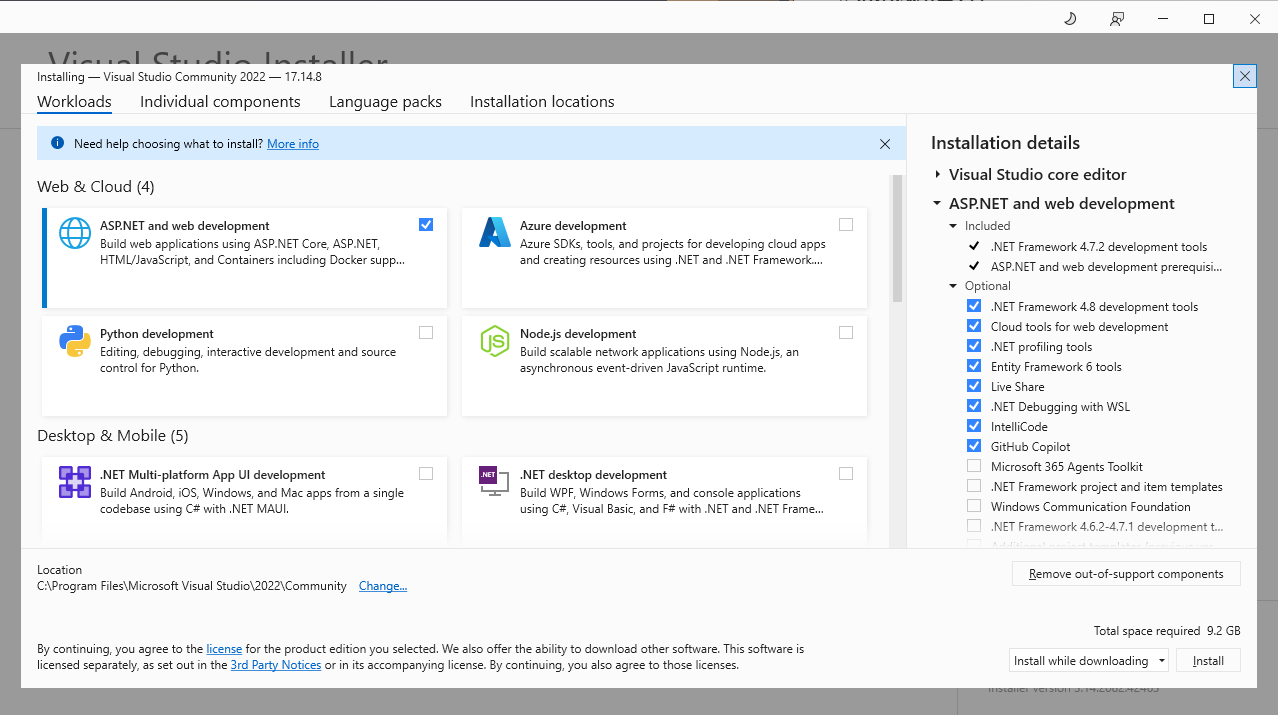 Visual Studio Installer
Installing — Visual Studio Community 2022 — 17.14.8
Workloads
Individual components
Language packs
Installation locations
Need help choosing what to install? More info
Web & Cloud (4)
ASP.NET and web development
Build web applications using ASP.NET Core, ASP.NET,
HTML/JavaScript, and Containers including Docker supp...
Azure development
Azure SDKs, tools, and projects for developing cloud apps
and creating resources using .NET and .NET Framework....
Python development
Editing, debugging, interactive development and source
control for Python.
JS
Node.js development
Build scalable network applications using Node.js, an
asynchronous event-driven JavaScript runtime.
Desktop & Mobile (5)
.NET Multi-platform App UI development
Build Android, iOS, Windows, and Mac apps from a single
codebase using C# with .NET MAUI.
.NET
.NET desktop development
Build WPF, Windows Forms, and console applications
using C#, Visual Basic, and F# with .NET and .NET Frame...
Installation details
Visual Studio core editor
ASP.NET and web development
Included
.NET Framework 4.7.2 development tools
ASP.NET and web development prerequisi...
Optional
.NET Framework 4.8 development tools
Cloud tools for web development
.NET profiling tools
Entity Framework 6 tools
Live Share
.NET Debugging with WSL
IntelliCode
GitHub Copilot
Microsoft 365 Agents Toolkit
.NET Framework project and item templates
Windows Communication Foundation
.NET Framework 4.6.2-4.7.1 development t...
Location
C:\Program Files\Microsoft Visual Studio\2022\Community
Change...
Remove out-of-support components
Total space required 9.2 GB
By continuing, you agree to the license for the product edition you selected. We also offer the ability to download other software. This software is
licensed separately, as set out in the 3rd Party Notices or in its accompanying license. By continuing, you also agree to those licenses.
Install while downloading
Install